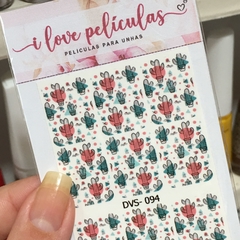 i love películas
PELÍCULAS PARA UNHAS
DVS- 094